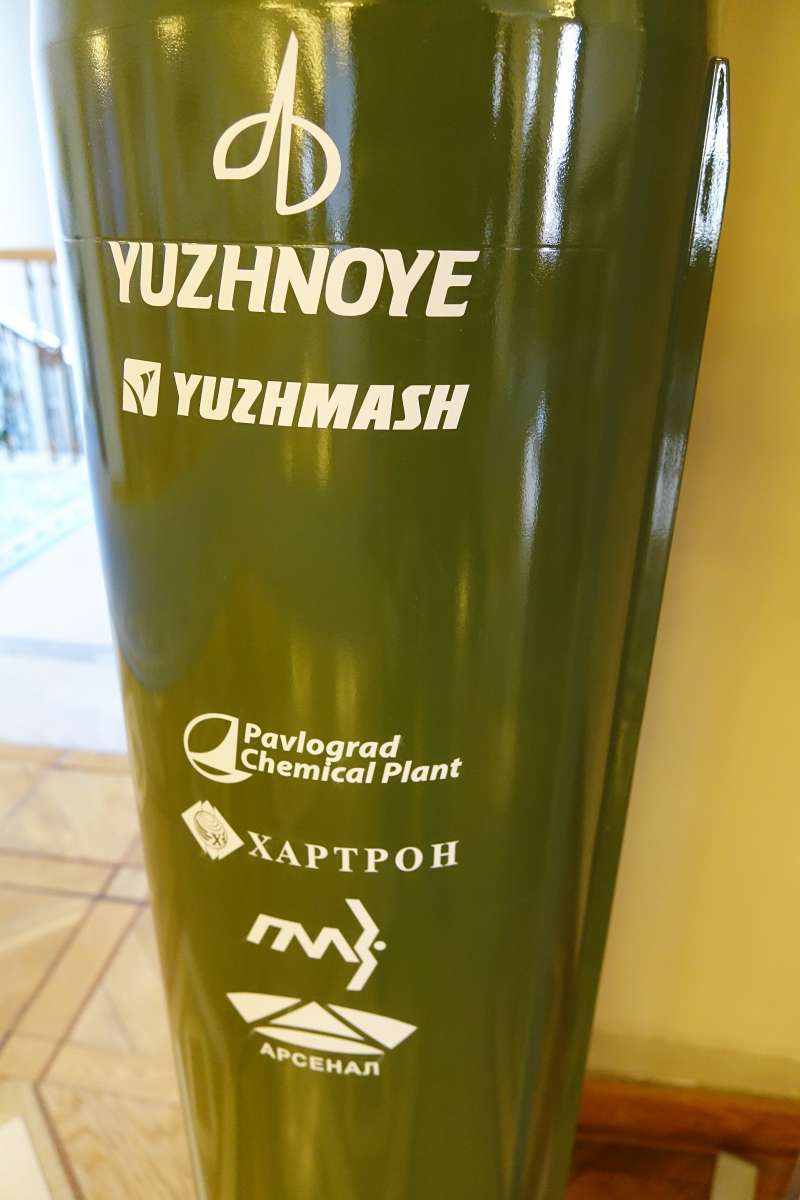 YUZHNOYE
YUZHMASH
Pavlograd
Chemical Plant
ХАРТРОН
АРСЕНАЛ